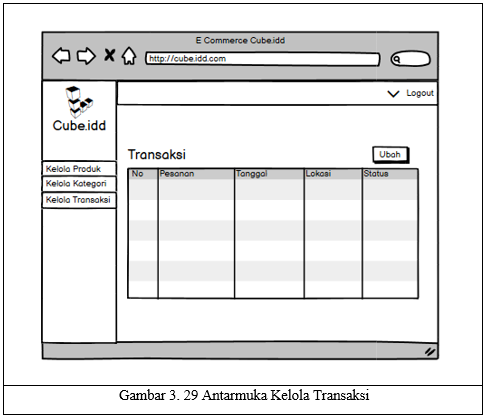 E Commerce Cube.idd
http://cube.idd.com
Logout
Cube.idd
Kelola Produk
Kelola Kategori
Kelola Transaksi
Transaksi
Ubah
No Pesanan Tanggal Lokasi Status
Gambar 3. 29 Antarmuka Kelola Transaksi